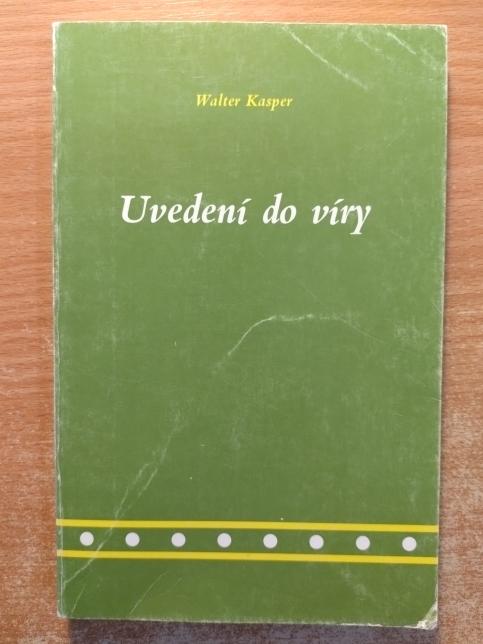 Walter Kasper
Uvedení do víry